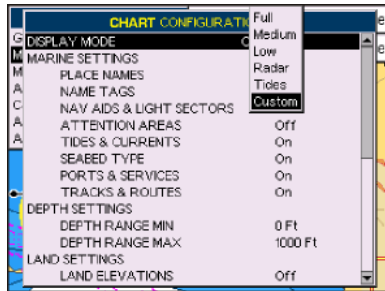 CHART CONFIGURATI
DISPLAY MODE
Full
Medium
Low
Radar
Tides
Custom
MARINE SETTINGS
PLACE NAMES
NAME TAGS
NAV AIDS & LIGHT SECTORS
ATTENTION AREAS Off
TIDES & CURRENTS On
SEABED TYPE On
PORTS & SERVICES On
TRACKS & ROUTES On
DEPTH SETTINGS
DEPTH RANGE MIN 0 Ft
DEPTH RANGE MAX 1000 Ft
LAND SETTINGS
LAND ELEVATIONS Off